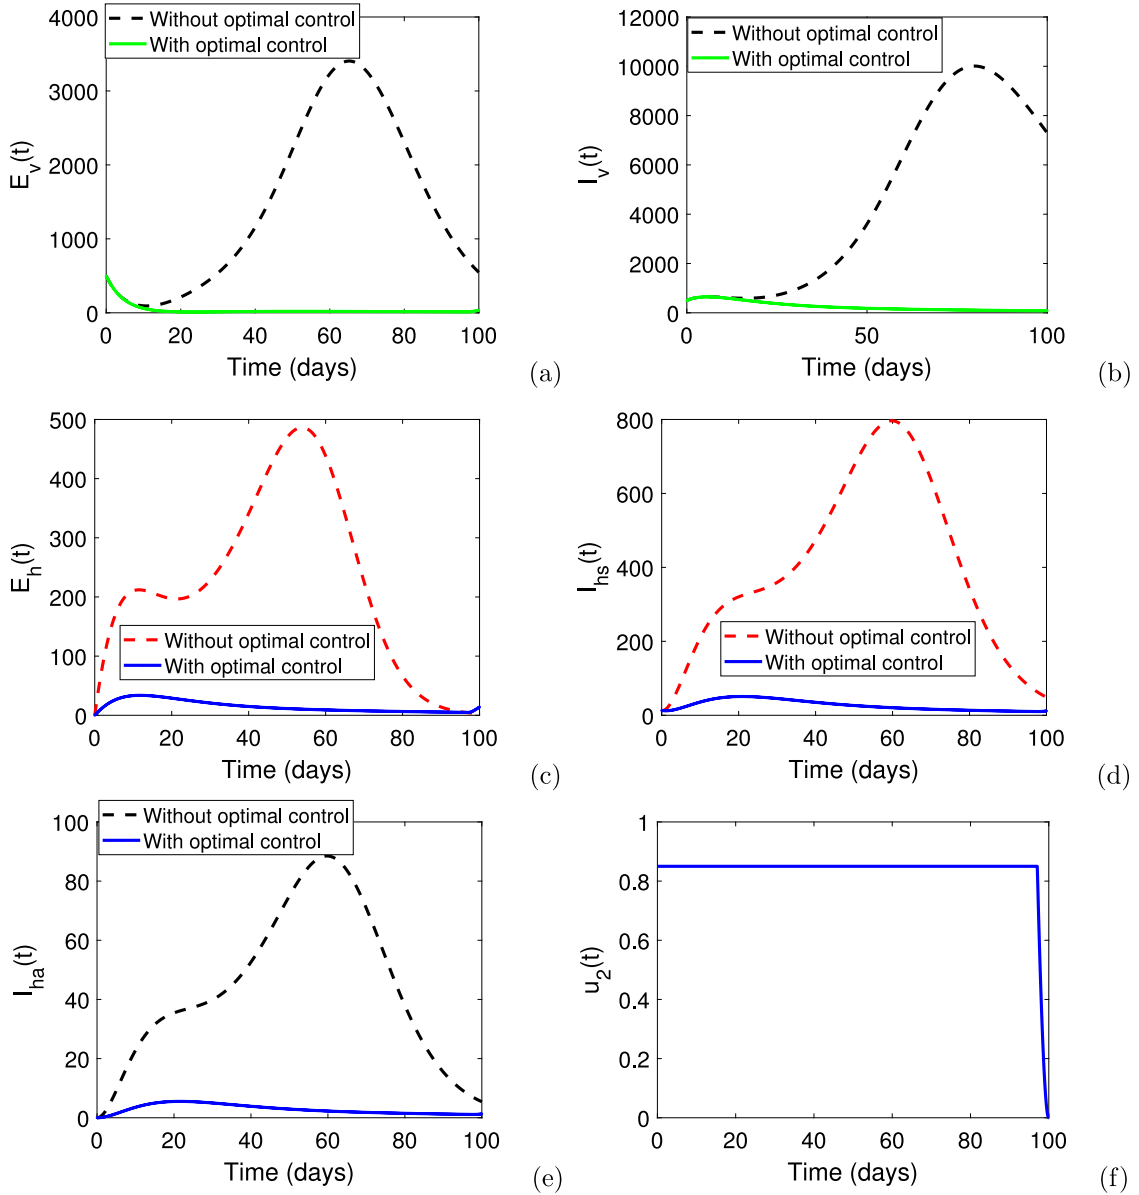 4000
3000
2000
1000
0
E_v(t)
Without optimal control
With optimal control
0 20 40 60 80 100
Time (days)
(a)
12000
10000
8000
6000
4000
2000
0
I_v(t)
Without optimal control
With optimal control
0 50 100
Time (days)
(b)
500
400
300
200
100
0
E_h(t)
Without optimal control
With optimal control
0 20 40 60 80 100
Time (days)
(c)
800
600
400
200
0
I_hs(t)
Without optimal control
With optimal control
0 20 40 60 80 100
Time (days)
(d)
100
80
60
40
20
0
I_ha(t)
Without optimal control
With optimal control
0 20 40 60 80 100
Time (days)
(e)
1
0.8
0.6
0.4
0.2
0
u_2(t)
0 20 40 60 80 100
Time (days)
(f)